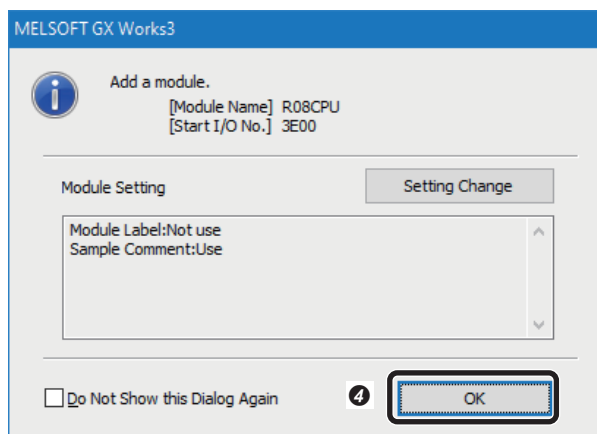 MELSOFT GX Works3
Add a module.
[Module Name] R08CPU
[Start I/O No.] 3E00
Module Setting
Setting Change
Module Label:Not use
Sample Comment:Use
Do Not Show this Dialog Again
❹
OK